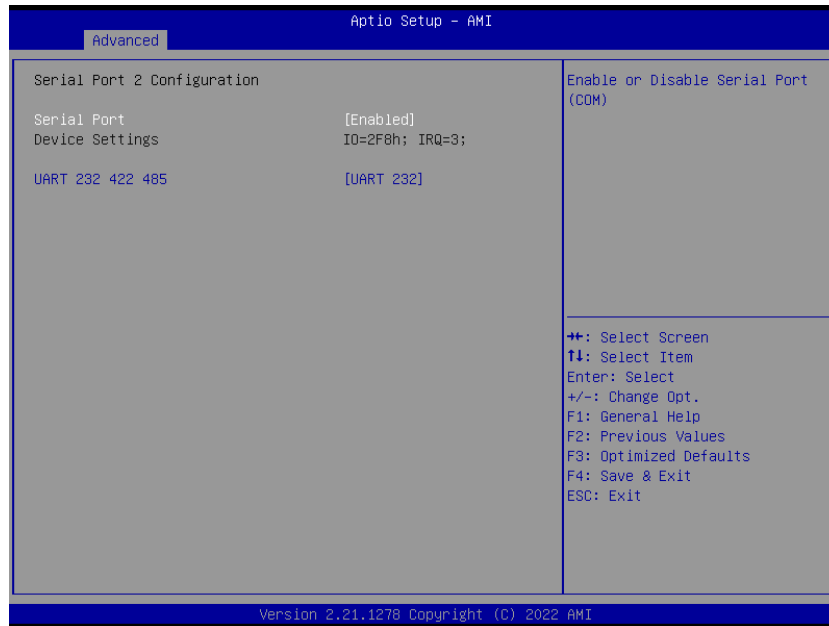 Aptio Setup – AMI
Advanced
Serial Port 2 Configuration
Serial Port [Enabled]
Device Settings IO=2F8h; IRQ=3;
UART 232 422 485 [UART 232]
Enable or Disable Serial Port
(COM)
→←: Select Screen
↑↓: Select Item
Enter: Select
+/-: Change Opt.
F1: General Help
F2: Previous Values
F3: Optimized Defaults
F4: Save & Exit
ESC: Exit
Version 2.21.1278 Copyright (C) 2022 AMI